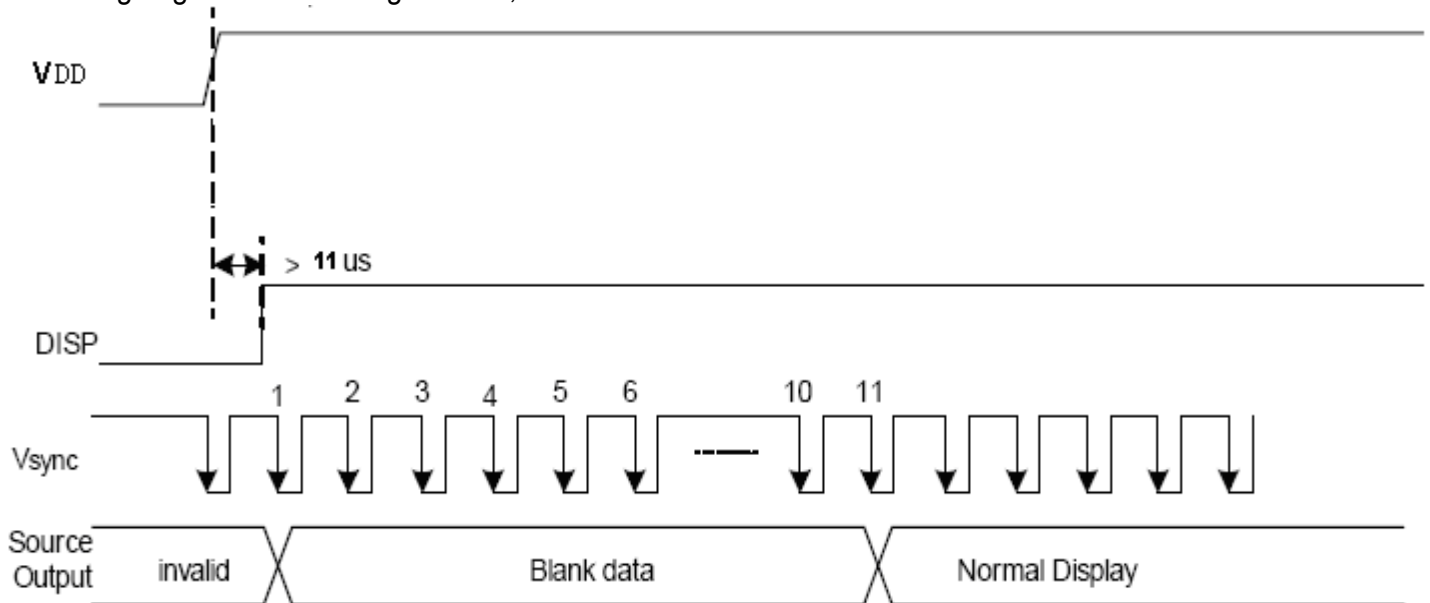 VDD
> 11 us
DISP
1 2 3 4 5 6 10 11
Vsync
Source
Output
invalid
Blank data
Normal Display